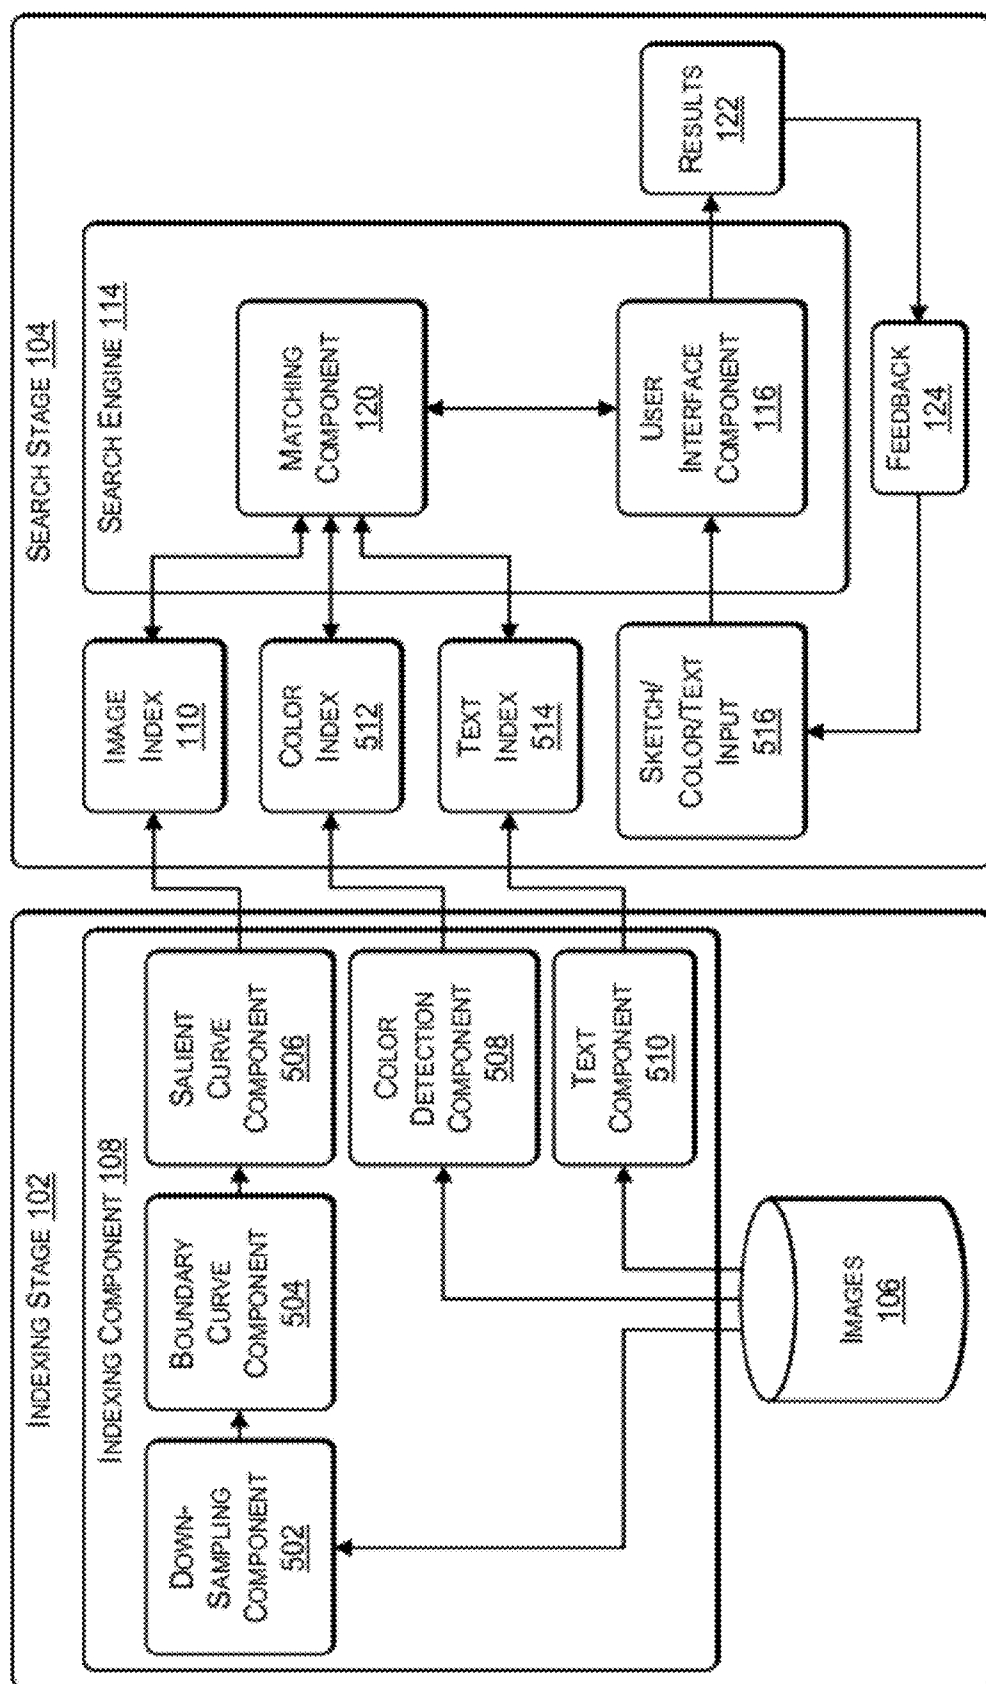 INDEXING STAGE 102
INDEXING COMPONENT 108
DOWN-
SAMPLING
COMPONENT
502
BOUNDARY
CURVE
COMPONENT
504
SALIENT
CURVE
COMPONENT
506
COLOR
DETECTION
COMPONENT
508
TEXT
COMPONENT
510
IMAGES
106
SEARCH STAGE 104
IMAGE
INDEX
110
COLOR
INDEX
512
TEXT
INDEX
514
SKETCH/
COLOR/TEXT
INPUT
516
SEARCH ENGINE 114
MATCHING
COMPONENT
120
USER
INTERFACE
COMPONENT
116
RESULTS
122
FEEDBACK
124